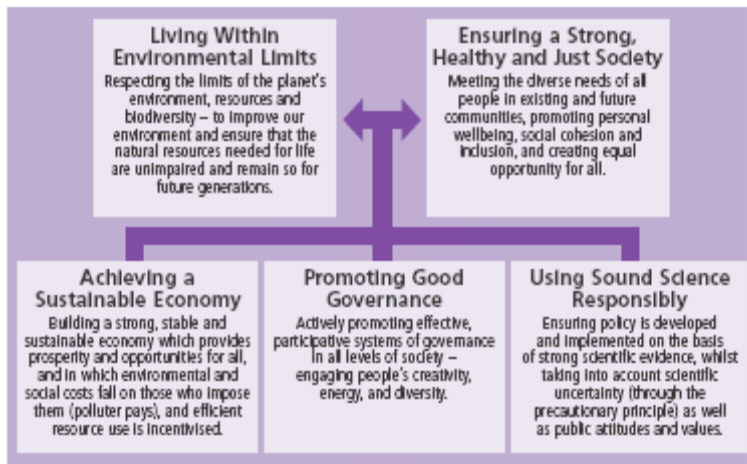 Living Within
Environmental Limits
Respecting the limits of the planet's
environment, resources and
biodiversity – to improve our
environment and ensure that the
natural resources needed for life
are unimpaired and remain so for
future generations.
Ensuring a Strong,
Healthy and Just Society
Meeting the diverse needs of all
people in existing and future
communities, promoting personal
wellbeing, social cohesion and
inclusion, and creating equal
opportunity for all.
Achieving a
Sustainable Economy
Building a strong, stable and
sustainable economy which provides
prosperity and opportunities for all,
and in which environmental and
social costs fall on those who impose
them (polluter pays), and efficient
resource use is incentivised.
Promoting Good
Governance
Actively promoting effective,
participative systems of governance
in all levels of society –
engaging people's creativity,
energy, and diversity.
Using Sound Science
Responsibly
Ensuring policy is developed
and implemented on the basis
of strong scientific evidence, whilst
taking into account scientific
uncertainty (through the
precautionary principle) as well
as public attitudes and values.